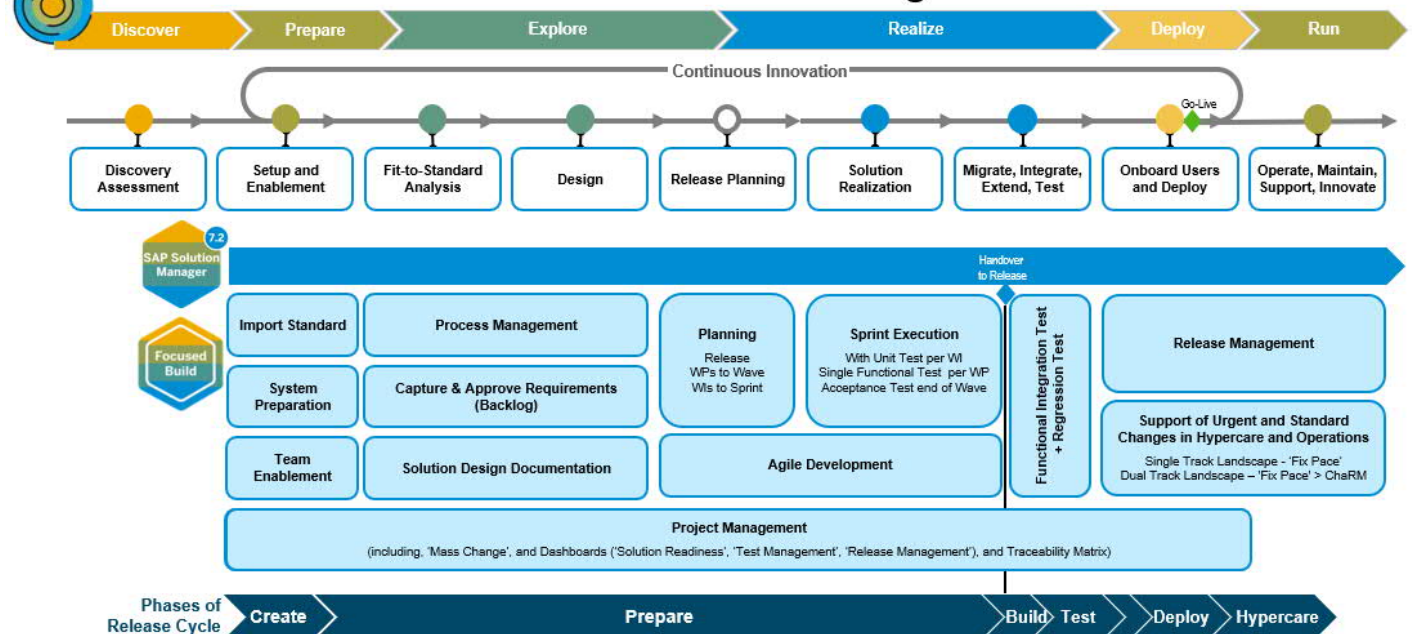 Discover
Prepare
Explore
Realize
Deploy
Run
Continuous Innovation
Go-Live
Discovery
Assessment
Setup and
Enablement
Fit-to-Standard
Analysis
Design
Release Planning
Solution
Realization
Migrate, Integrate,
Extend, Test
Onboard Users
and Deploy
Operate, Maintain,
Support, Innovate
7.2
SAP Solution
Manager
Handover
to Release
Focused
Build
Import Standard
Process Management
Planning
Release
WPs to Wave
WIs to Sprint
Sprint Execution
With Unit Test per WI
Single Functional Test per WP
Acceptance Test end of Wave
Functional Integration Test
+ Regression Test
Release Management
System
Preparation
Capture & Approve Requirements
(Backlog)
Support of Urgent and Standard
Changes in Hypercare and Operations
Single Track Landscape - 'Fix Pace'
Dual Track Landscape – 'Fix Pace' > ChaRM
Team
Enablement
Solution Design Documentation
Agile Development
Project Management
(including, 'Mass Change', and Dashboards ('Solution Readiness', 'Test Management', 'Release Management'), and Traceability Matrix)
Phases of
Release Cycle
Create
Prepare
Build
Test
Deploy
Hypercare